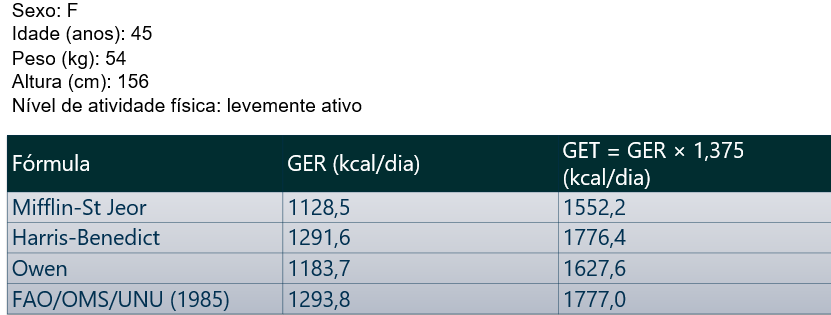 Sexo: F
Idade (anos): 45
Peso (kg): 54
Altura (cm): 156
Nível de atividade física: levemente ativo
Fórmula GER (kcal/dia) GET = GER × 1,375 (kcal/dia)
Mifflin-St Jeor 1128,5 1552,2
Harris-Benedict 1291,6 1776,4
Owen 1183,7 1627,6
FAO/OMS/UNU (1985) 1293,8 1777,0